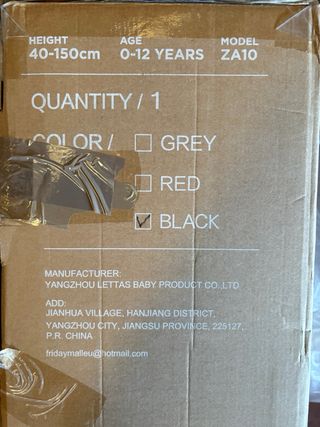 HEIGHT AGE MODEL
40-150cm 0-12 YEARS ZA10
QUANTITY / 1
COLOR / GREY
RED
BLACK
MANUFACTURER:
YANGZHOU LETTAS BABY PRODUCT CO.,LTD.
ADD:
JIANHUA VILLAGE, HANJIANG DISTRICT,
YANGZHOU CITY, JIANGSU PROVINCE, 225127,
P.R. CHINA
fridaymalleu@hotmail.com